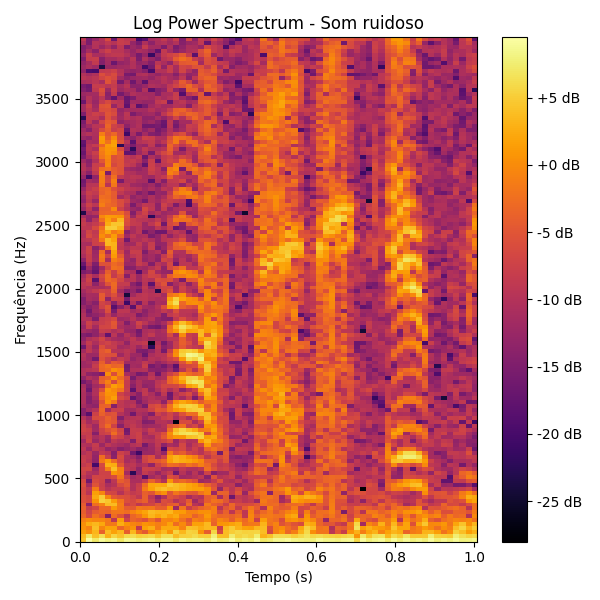 Log Power Spectrum - Som ruidoso
Frequência (Hz)
3500
3000
2500
2000
1500
1000
500
0
0.0 0.2 0.4 0.6 0.8 1.0
Tempo (s)
+5 dB
+0 dB
-5 dB
-10 dB
-15 dB
-20 dB
-25 dB